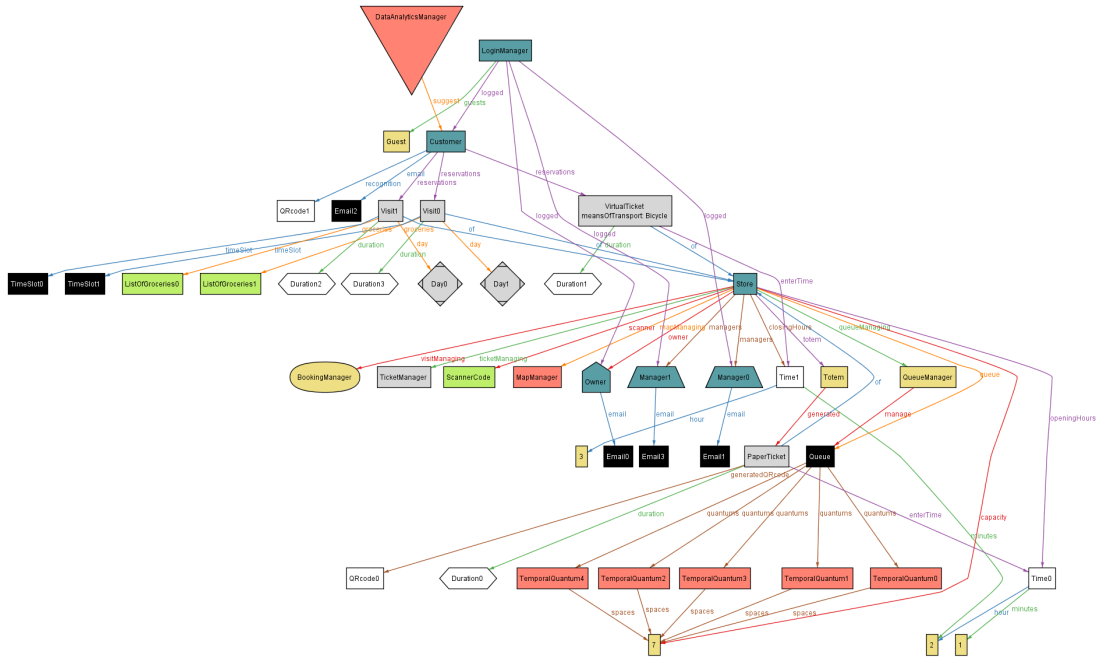 DataAnalyticsManager
LoginManager
suggest
guests
logged
Guest
Customer
recognition
email
reservations
reservations
reservations
QRcode1
Email2
Visit1
Visit0
VirtualTicket
meansOfTransport: Bicycle
logged
logged
logged
timeSlot
timeSlot
groceries
groceries
duration
duration
day
day
of
of
duration
of
enterTime
TimeSlot0
TimeSlot1
ListOfGroceries0
ListOfGroceries1
Duration2
Duration3
Day0
Day1
Duration1
Store
visitManaging
ticketManaging
scanner
mapManaging
owner
managers
managers
closingHours
totem
queueManaging
of
queue
openingHours
BookingManager
TicketManager
ScannerCode
MapManager
Owner
Manager1
Manager0
Time1
Totem
QueueManager
email
email
email
hour
generated
manage
3
Email0
Email3
Email1
PaperTicket
Queue
generatedQRcode
duration
quantums
quantums
quantums
quantums
quantums
enterTime
capacity
minutes
QRcode0
Duration0
TemporalQuantum4
TemporalQuantum2
TemporalQuantum3
TemporalQuantum1
TemporalQuantum0
Time0
spaces
spaces
spaces
spaces
spaces
hour
minutes
7
2
1